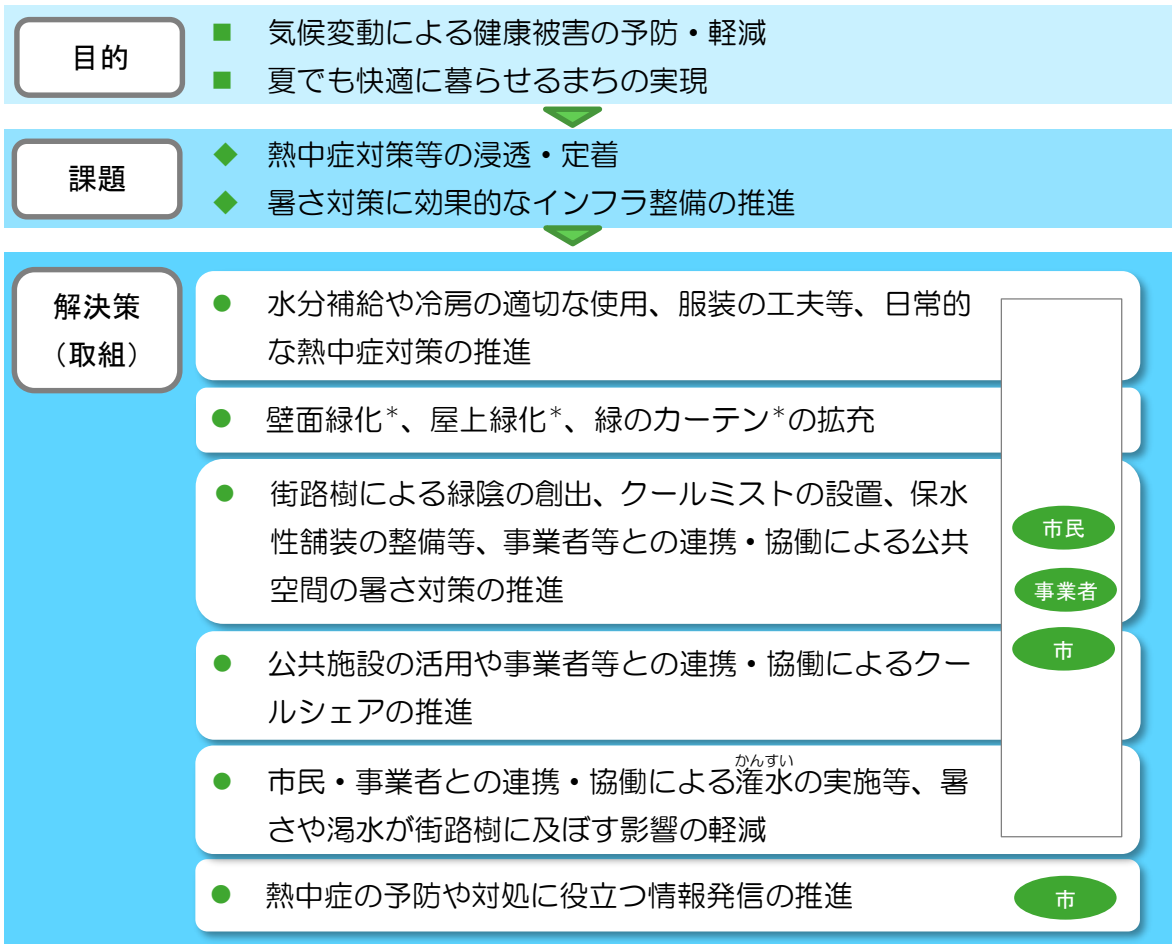 目的
■ 気候変動による健康被害の予防・軽減
■ 夏でも快適に暮らせるまちの実現
課題
◆ 熱中症対策等の浸透・定着
◆ 暑さ対策に効果的なインフラ整備の推進
解決策
（取組）
● 水分補給や冷房の適切な使用、服装の工夫等、日常的
な熱中症対策の推進
● 壁面緑化*、屋上緑化*、緑のカーテン*の拡充
● 街路樹による緑陰の創出、クールミストの設置、保水
性舗装の整備等、事業者等との連携・協働による公共
空間の暑さ対策の推進
● 公共施設の活用や事業者等との連携・協働によるクー
ルシェアの推進
かんすい
● 市民・事業者との連携・協働による灌水の実施等、暑
さや渇水が街路樹に及ぼす影響の軽減
市民
事業者
市
● 熱中症の予防や対処に役立つ情報発信の推進
市